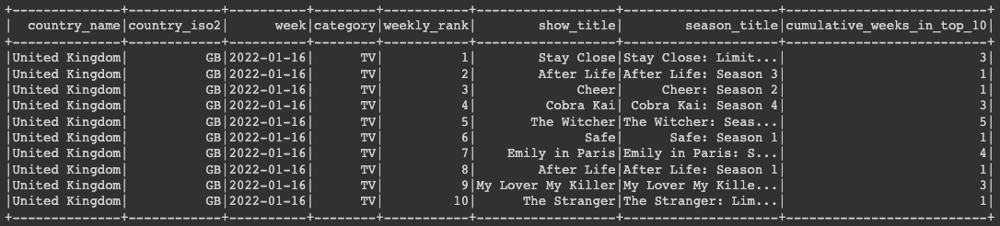 +--------------+------------+----------+--------+-----------+------------------+--------------------+-------------------------+
|  country_name|country_iso2|      week|category|weekly_rank|        show_title|        season_title|cumulative_weeks_in_top_10|
+--------------+------------+----------+--------+-----------+------------------+--------------------+-------------------------+
|United Kingdom|          GB|2022-01-16|      TV|          1|        Stay Close|Stay Close: Limit...|                         3|
|United Kingdom|          GB|2022-01-16|      TV|          2|        After Life|After Life: Season 3|                         1|
|United Kingdom|          GB|2022-01-16|      TV|          3|             Cheer|     Cheer: Season 2|                         1|
|United Kingdom|          GB|2022-01-16|      TV|          4|         Cobra Kai| Cobra Kai: Season 4|                         3|
|United Kingdom|          GB|2022-01-16|      TV|          5|       The Witcher|The Witcher: Seas...|                         5|
|United Kingdom|          GB|2022-01-16|      TV|          6|              Safe|      Safe: Season 1|                         1|
|United Kingdom|          GB|2022-01-16|      TV|          7|    Emily in Paris|Emily in Paris: S...|                         4|
|United Kingdom|          GB|2022-01-16|      TV|          8|        After Life|After Life: Season 1|                         1|
|United Kingdom|          GB|2022-01-16|      TV|          9|My Lover My Killer|My Lover My Kille...|                         3|
|United Kingdom|          GB|2022-01-16|      TV|         10|      The Stranger|The Stranger: Lim...|                         1|
+--------------+------------+----------+--------+-----------+------------------+--------------------+-------------------------+